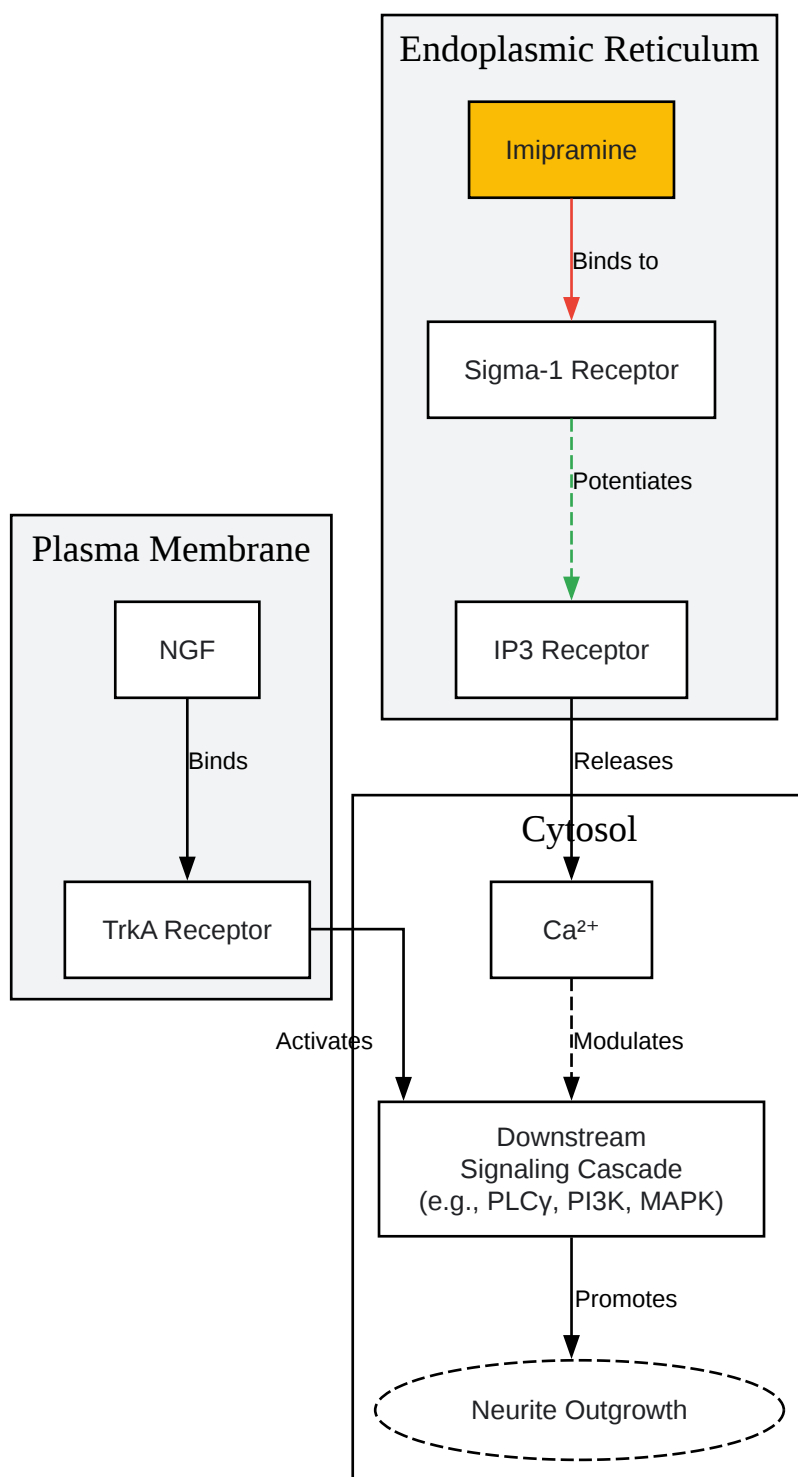 Endoplasmic Reticulum
Imipramine
Binds to
Sigma-1 Receptor
Potentiates
Plasma Membrane
NGF
IP3 Receptor
Binds
Releases
Cytosol
TrkA Receptor
Ca²⁺
Activates
Modulates
Downstream
Signaling Cascade
(e.g., PLCγ, PI3K, MAPK)
Promotes
Neurite Outgrowth